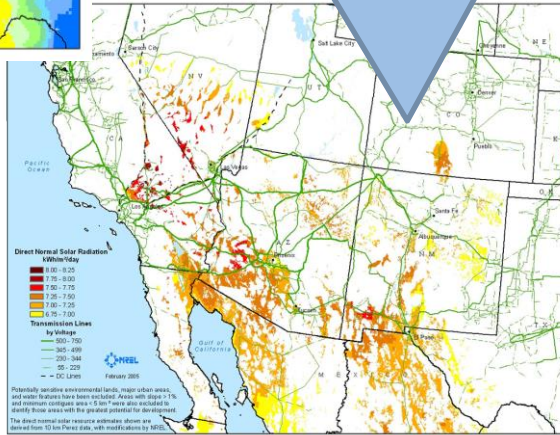 Carson City
Salt Lake City
Cheyenne
N E
N V
U T
C O
Denver
Pueblo
C A
Las Vegas
Pacific
Ocean
Los Angeles
Santa Fe
Albuquerque
A Z
Phoenix
N M
Tucson
El Paso
T X
Gulf of
California
M E X I C O
Direct Normal Solar Radiation
kWh/m²/day
8.00 - 8.25
7.75 - 8.00
7.50 - 7.75
7.25 - 7.50
7.00 - 7.25
6.75 - 7.00
Transmission Lines
by Voltage
500 - 750
345 - 499
230 - 344
55 - 229
DC Lines
NREL
February 2005
Potentially sensitive environmental lands, major urban areas,
and water features have been excluded. Areas with slope > 1%
and minimum contigous area < 5 km² were also excluded to
identify those areas with the greatest potential for development.
The direct normal solar resource estimates shown are
derived from 10 km Perez data, with modifications by NREL.